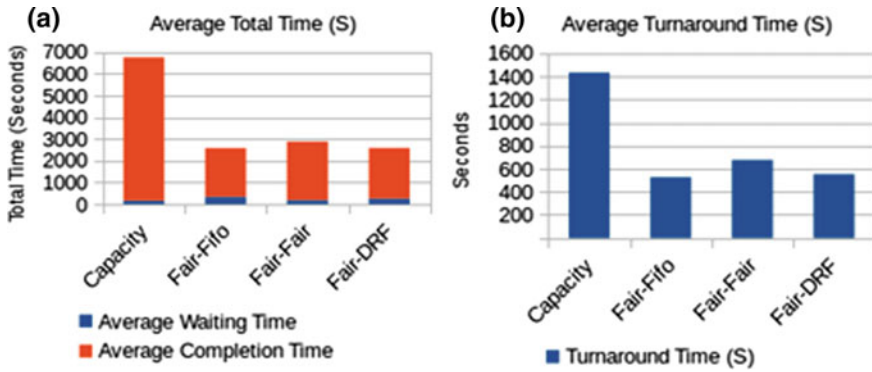 (a)
Average Total Time (S)
Total Time (Seconds)
7000
6000
5000
4000
3000
2000
1000
0
Capacity
Fair-Fifo
Fair-Fair
Fair-DRF
Average Waiting Time
Average Completion Time
(b)
Average Turnaround Time (S)
Seconds
1600
1400
1200
1000
800
600
400
200
Capacity
Fair-Fifo
Fair-Fair
Fair-DRF
Turnaround Time (S)